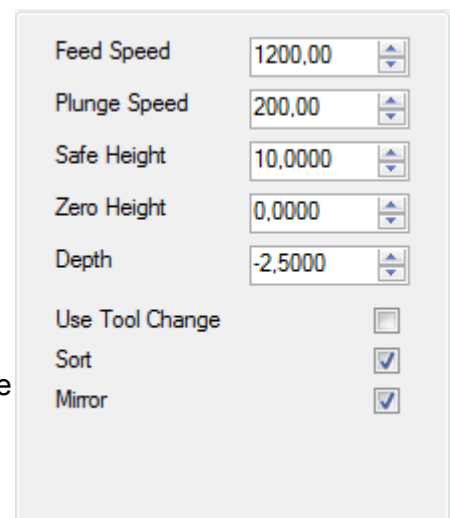 Feed Speed 1200,00
Plunge Speed 200,00
Safe Height 10,0000
Zero Height 0,0000
Depth -2,5000
Use Tool Change
Sort
e
Mirror